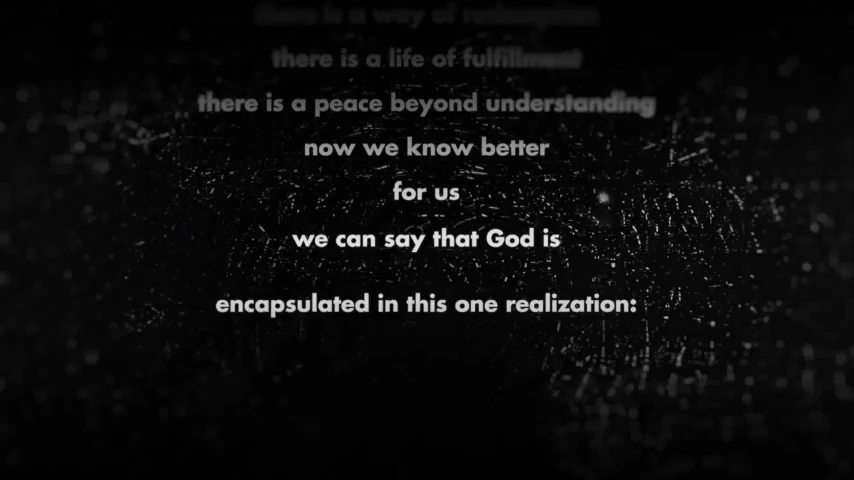 there is a way of
there is a life of fulfillment
there is a peace beyond understanding
now we know better
for us
we can say that God is
encapsulated in this one realization: